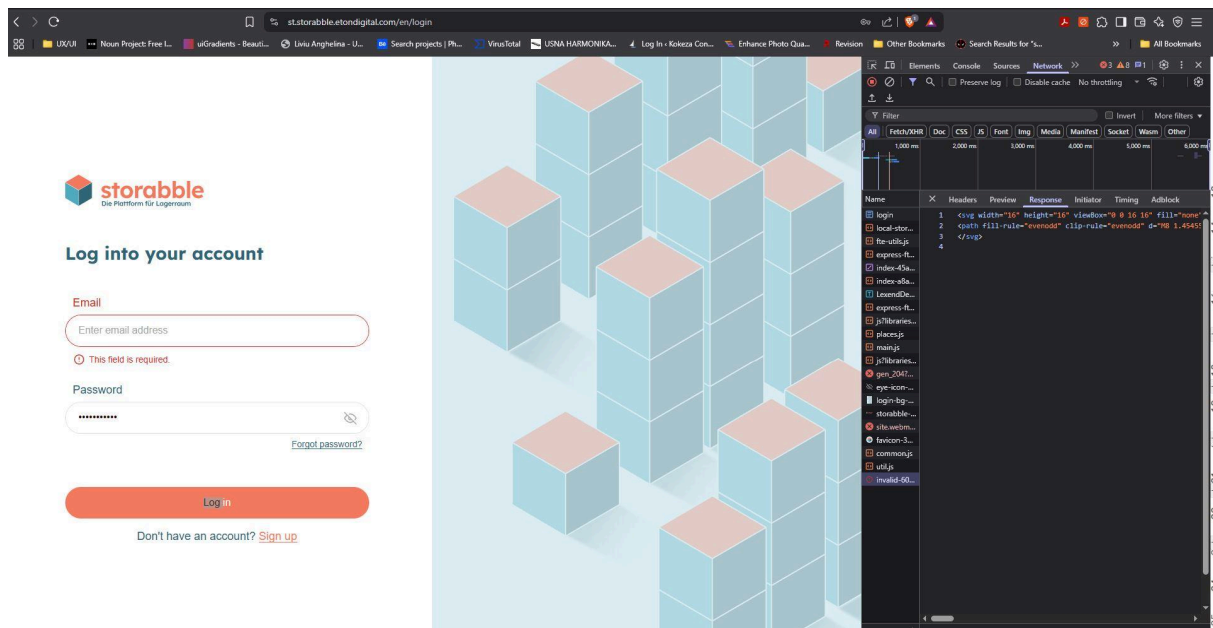 st.storabble.etondigital.com/en/login
UX/UI
Noun Project: Free I...
uiGradients - Beauti...
Liviu Anghelina - U...
Search projects | Ph...
VirusTotal
USNA HARMONIKA...
Log In ‹ Kokeza Con...
Enhance Photo Qua...
Revision
Other Bookmarks
Search Results for "s...
»
All Bookmarks
storabble
Die Plattform für Lagerraum
Log into your account
Email
Enter email address
This field is required.
Password
•••••••••••
Forgot password?
Log in
Don't have an account? Sign up
Elements Console Sources Network » 3 8 1
Preserve log Disable cache No throttling
Filter Invert More filters
All Fetch/XHR Doc CSS JS Font Img Media Manifest Socket Wasm Other
1,000 ms 2,000 ms 3,000 ms 4,000 ms 5,000 ms 6,000 ms
Name Headers Preview Response Initiator Timing Adblock
login
local-stor...
fte-utils.js
express-ft...
index-45a...
index-a8a...
LexendDe...
express-ft...
js?libraries...
places.js
main.js
js?libraries...
gen_204?...
eye-icon-...
login-bg-...
storabble-...
site.webm...
favicon-3...
common.js
util.js
invalid-60...
1 <svg width="16" height="16" viewBox="0 0 16 16" fill="none"
2 <path fill-rule="evenodd" clip-rule="evenodd" d="M8 1.4545
3 </svg>
4